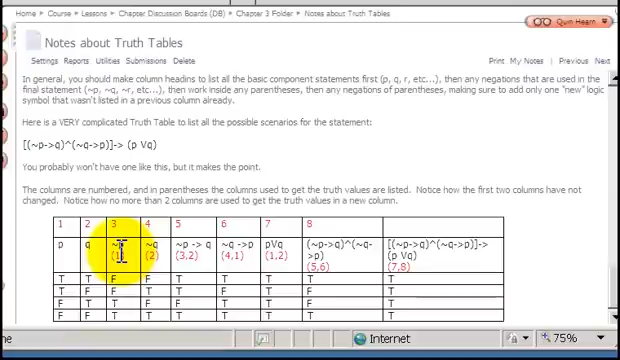 Home > Course > Lessons > Chapter Discussion Boards (DB) > Chapter 3 Folder > Notes about Truth Tables
Quin Hearn
Notes about Truth Tables
Settings Reports Utilities Submissions Delete Print My Notes Previous Next
In general, you should make column headins to list all the basic component statements first (p, q, r, etc...), then any negations that are used in the
final statement (~p, ~q, ~r, etc...), then work inside any parentheses, then any negations of parentheses, making sure to add only one "new" logic
symbol that wasn't listed in a previous column already.
Here is a VERY complicated Truth Table to list all the possible scenarios for the statement:
[(~p->q)^(~q->p)]-> (p Vq)
You probably won't have one like this, but it makes the point.
The columns are numbered, and in parentheses the columns used to get the truth values are listed. Notice how the first two columns have not
changed. Notice how no more than 2 columns are used to get the truth values in a new column.
1 2 3 4 5 6 7 8
p q ~p ~q ~p -> q ~q ->p pVq (~p->q)^(~q- [(~p->q)^(~q->p)]->
(1) (2) (3,2) (4,1) (1,2) >p) (p Vq)
(5,6) (7,8)
T T F F T T T T T
T F F T T T T T T
F T T F T T T T T
F F T T F F F F T
ne Internet 75%